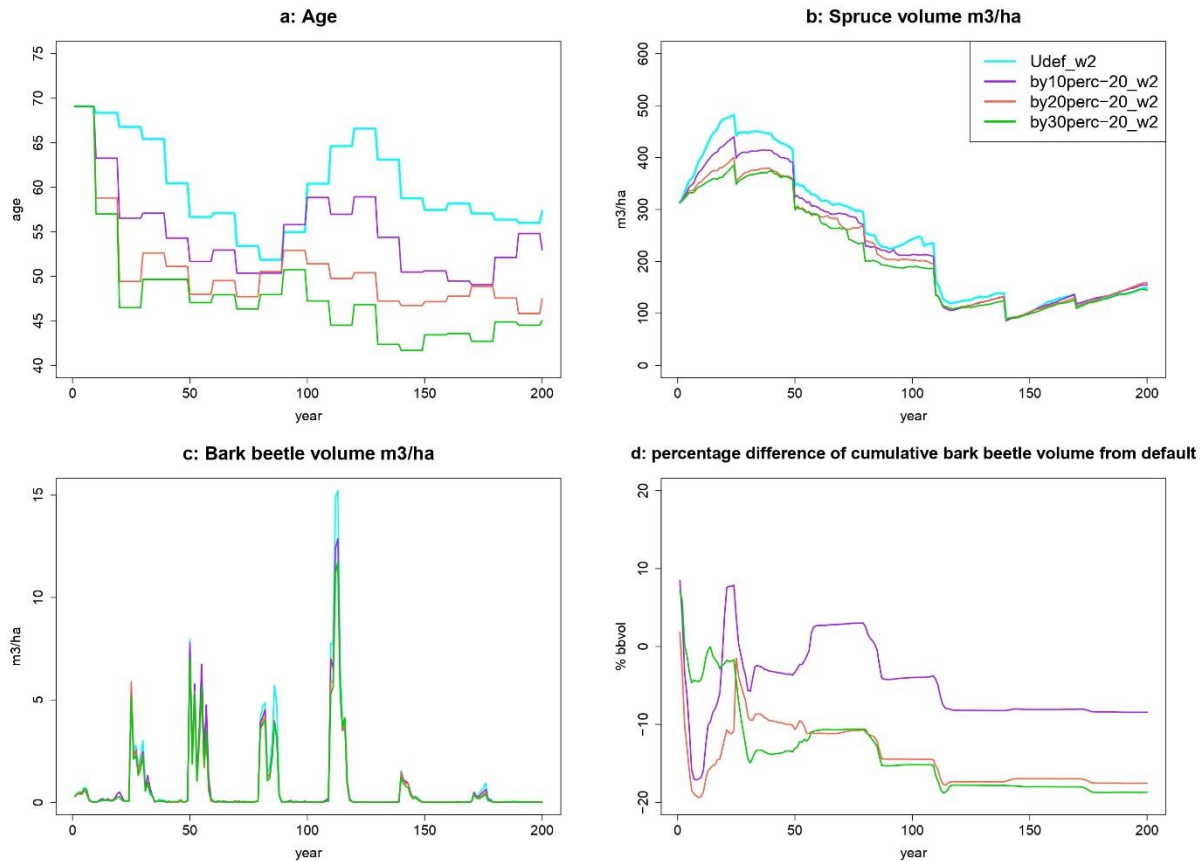 a: Age
75
70
65
60
55
50
45
40
age
0
50
100
150
200
year
b: Spruce volume m3/ha
600
500
400
300
200
100
0
m3/ha
Udef_w2
by10perc-20_w2
by20perc-20_w2
by30perc-20_w2
0
50
100
150
200
year
c: Bark beetle volume m3/ha
15
10
5
0
m3/ha
0
50
100
150
200
year
d: percentage difference of cumulative bark beetle volume from default
20
10
0
-10
-20
% bbvol
0
50
100
150
200
year